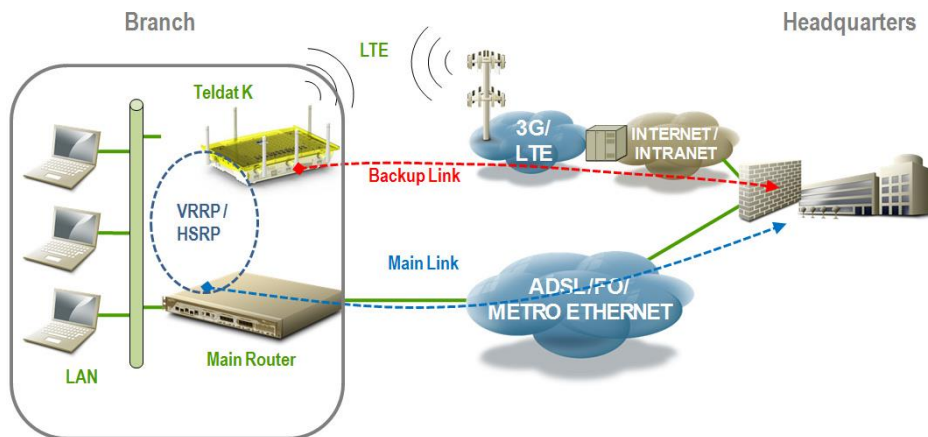 Branch
Headquarters
LTE
Teldat K
3G/
LTE
INTERNET /
INTRANET
Backup Link
VRRP /
HSRP
Main Link
ADSL/FO/
METRO ETHERNET
Main Router
LAN